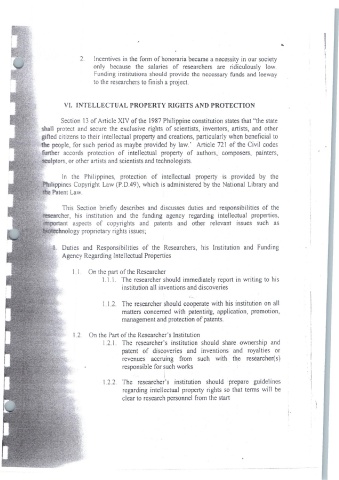 2. Incentives in the form of honoraria became a necessity in our society
only because the salaries of researchers are ridiculously low.
Funding institutions should provide the necessary funds and leeway
to the researchers to finish a project.
VI. INTELLECTUAL PROPERTY RIGHTS AND PROTECTION
Section 13 of Article XIV of the 1987 Philippine constitution states that "the state
shall protect and secure the exclusive rights of scientists, inventors, artists, and other
gifted citizens to their intellectual property and creations, particularly when beneficial to
the people, for such period as maybe provided by law." Article 721 of the Civil codes
further accords protection of intellectual property of authors, composers, painters,
sculptors, or other artists and scientists and technologists.
In the Philippines, protection of intellectual property is provided by the
Philippines Copyright Law (P.D.49), which is administered by the National Library and
the Patent Law.
This Section briefly describes and discusses duties and responsibilities of the
researcher, his institution and the funding agency regarding intellectual properties,
important aspects of copyrights and patents and other relevant issues such as
biotechnology proprietary rights issues;
Duties and Responsibilities of the Researchers, his Institution and Funding
Agency Regarding Intellectual Properties
1.1. On the part of the Researcher
1.1.1. The researcher should immediately report in writing to his
institution all inventions and discoveries
1.1.2. The researcher should cooperate with his institution on all
matters concerned with patenting, application, promotion,
management and protection of patents.
1.2. On the Part of the Researcher's Institution
1.2.1. The researcher's institution should share ownership and
patent of discoveries and inventions and royalties or
revenues accruing from such with the researcher(s)
responsible for such works
1.2.2 The researcher's institution should prepare guidelines
regarding intellectual property rights so that terms will be
clear to research personnel from the start